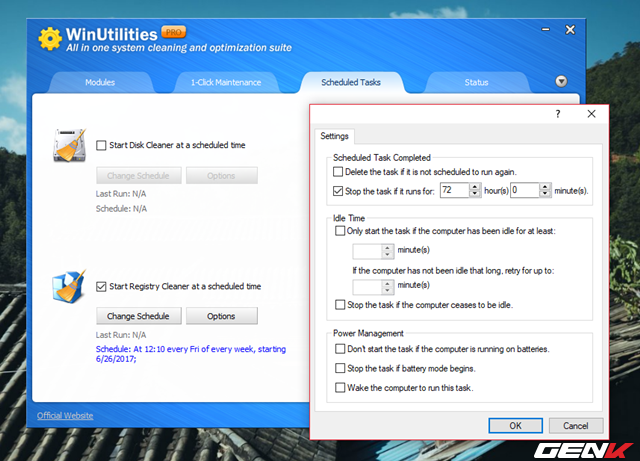 WinUtilities PRO
All in one system cleaning and optimization suite
Modules
1-Click Maintenance
Scheduled Tasks
Status
Start Disk Cleaner at a scheduled time
Change Schedule
Options
Last Run: N/A
Schedule: N/A
Start Registry Cleaner at a scheduled time
Change Schedule
Options
Last Run: N/A
Schedule: At 12:10 every Fri of every week, starting
6/26/2017;
Official Website
Settings
Scheduled Task Completed
Delete the task if it is not scheduled to run again.
Stop the task if it runs for: 72 hour(s) 0 minute(s).
Idle Time
Only start the task if the computer has been idle for at least:
minute(s)
If the computer has not been idle that long, retry for up to:
minute(s)
Stop the task if the computer ceases to be idle.
Power Management
Don't start the task if the computer is running on batteries.
Stop the task if battery mode begins.
Wake the computer to run this task.
OK
Cancel
GENK